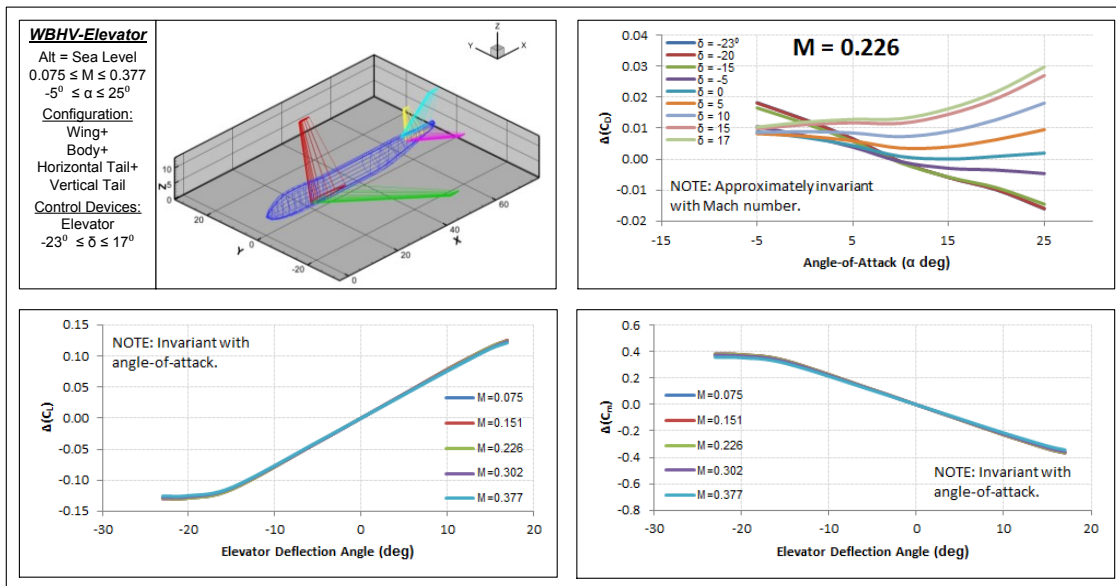 WBHV-Elevator
Alt = Sea Level
0.075 ≤ M ≤ 0.377
-5⁰ ≤ α ≤ 25⁰
Configuration:
Wing+
Body+
Horizontal Tail+
Vertical Tail
Control Devices:
Elevator
-23⁰ ≤ δ ≤ 17⁰
Z
Y
X
Z
10
5
0
20
0
-20
Y
0
20
40
60
X
M = 0.226
δ = -23⁰
δ = -20
δ = -15
δ = -5
δ = 0
δ = 5
δ = 10
δ = 15
δ = 17
0.04
0.03
0.02
0.01
0.00
-0.01
-0.02
Δ(C_D)
NOTE: Approximately invariant
with Mach number.
-15
-5
5
15
25
Angle-of-Attack (α deg)
0.15
0.10
0.05
0.00
-0.05
-0.10
-0.15
Δ(C_L)
NOTE: Invariant with
angle-of-attack.
M=0.075
M=0.151
M=0.226
M=0.302
M=0.377
-30
-20
-10
0
10
20
Elevator Deflection Angle (deg)
0.6
0.4
0.2
0.0
-0.2
-0.4
-0.6
-0.8
Δ(C_m)
M=0.075
M=0.151
M=0.226
M=0.302
M=0.377
NOTE: Invariant with
angle-of-attack.
-30
-20
-10
0
10
20
Elevator Deflection Angle (deg)